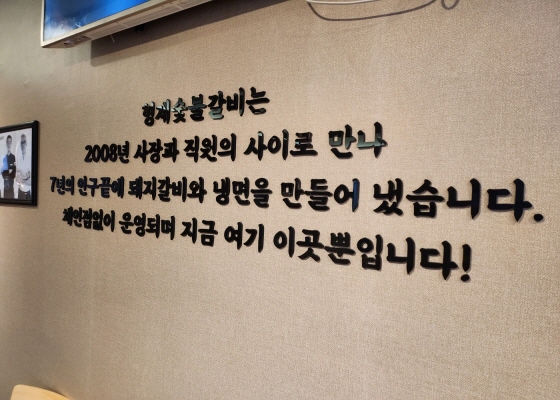 형제숯불갈비는
2008년 사장과 직원의 사이로 만나
7년의 연구끝에 돼지갈비와 냉면을 만들어 냈습니다.
체인점없이 운영되며 지금 여기 이곳뿐입니다!